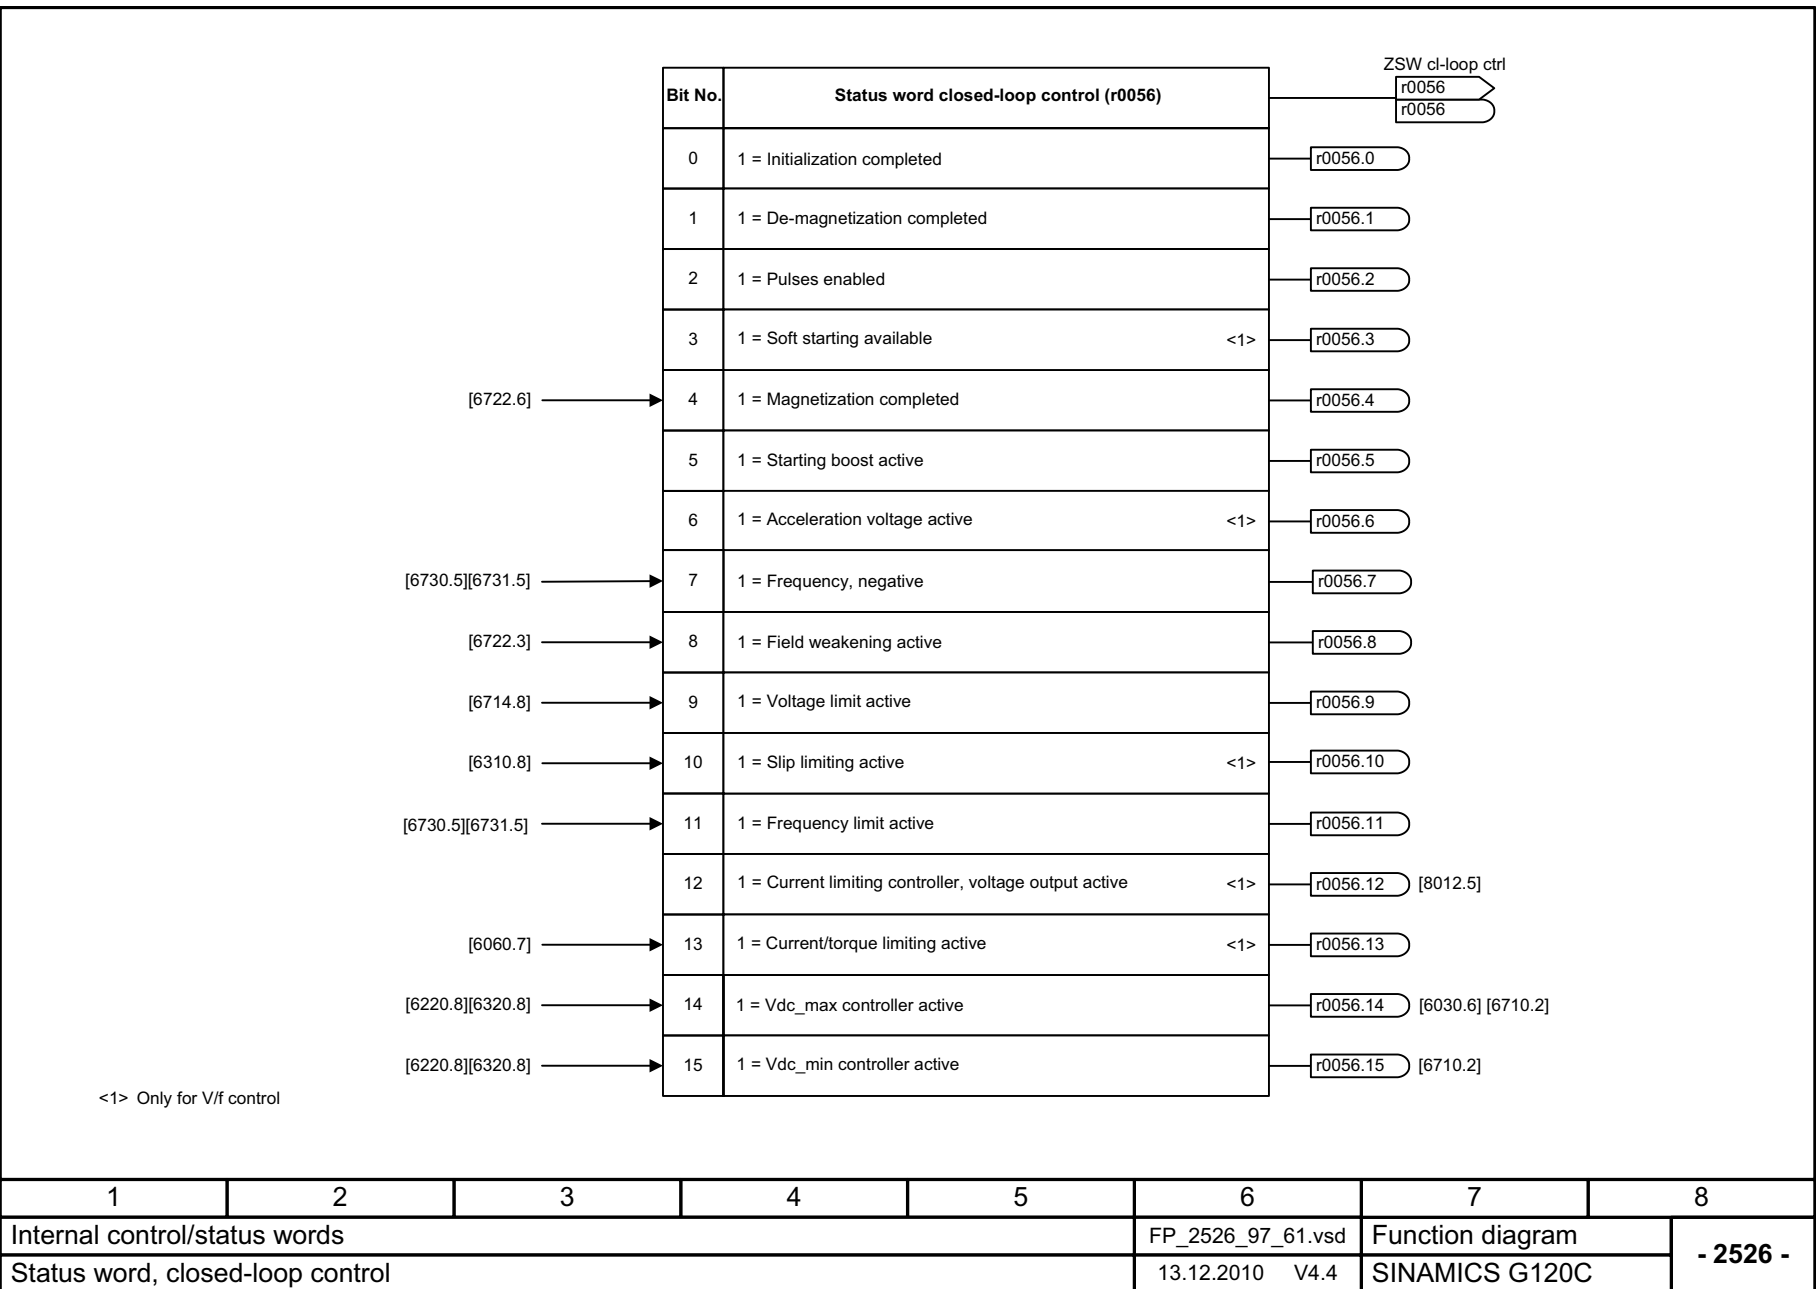 ZSW cl-loop ctrl
Bit No. Status word closed-loop control (r0056) r0056
r0056
0 1 = Initialization completed r0056.0
1 1 = De-magnetization completed r0056.1
2 1 = Pulses enabled r0056.2
3 1 = Soft starting available <1> r0056.3
[6722.6] 4 1 = Magnetization completed r0056.4
5 1 = Starting boost active r0056.5
6 1 = Acceleration voltage active <1> r0056.6
[6730.5][6731.5] 7 1 = Frequency, negative r0056.7
[6722.3] 8 1 = Field weakening active r0056.8
[6714.8] 9 1 = Voltage limit active r0056.9
[6310.8] 10 1 = Slip limiting active <1> r0056.10
[6730.5][6731.5] 11 1 = Frequency limit active r0056.11
12 1 = Current limiting controller, voltage output active <1> r0056.12 [8012.5]
[6060.7] 13 1 = Current/torque limiting active <1> r0056.13
[6220.8][6320.8] 14 1 = Vdc_max controller active r0056.14 [6030.6] [6710.2]
[6220.8][6320.8] 15 1 = Vdc_min controller active r0056.15 [6710.2]
<1> Only for V/f control
1 2 3 4 5 6 7 8
Internal control/status words FP_2526_97_61.vsd Function diagram - 2526 -
Status word, closed-loop control 13.12.2010 V4.4 SINAMICS G120C